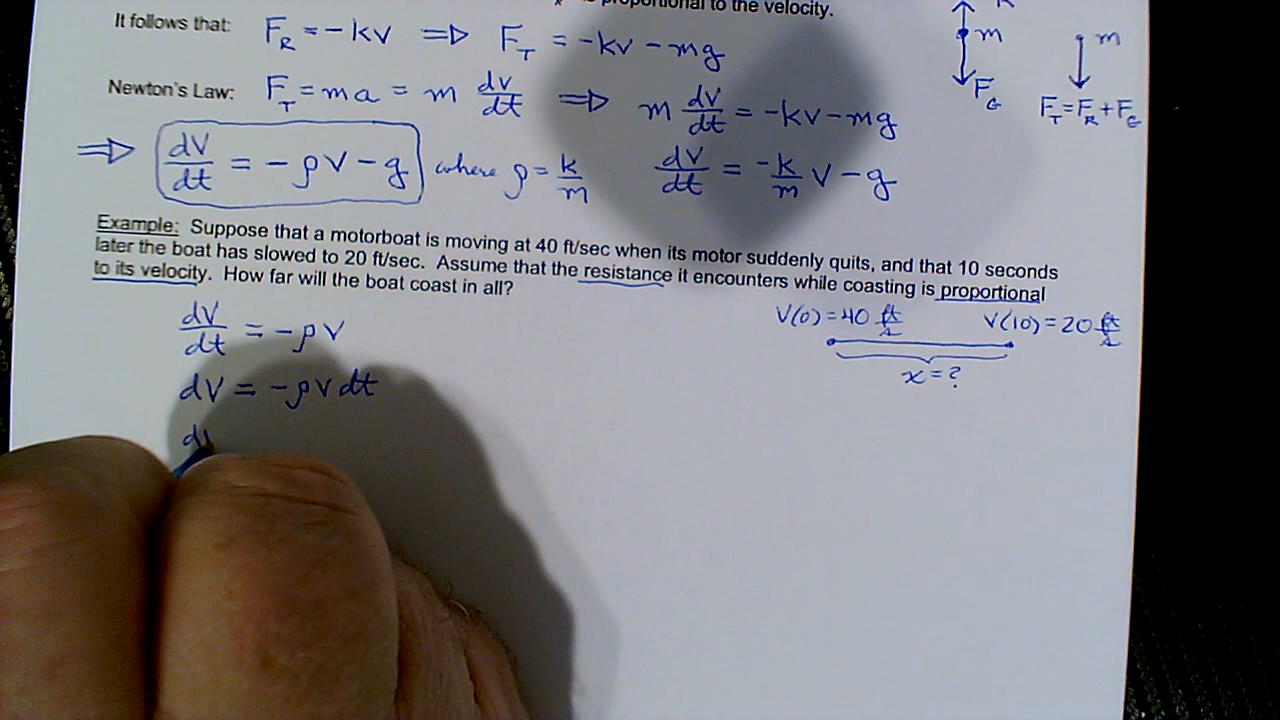 proportional to the velocity.
It follows that: F_R = -kv ⇒ F_T = -kv - mg
m
m
F_G
F_T = F_R + F_G
Newton's Law: F_T = ma = m dv/dt ⇒ m dv/dt = -kv - mg
⇒ dv/dt = -ρv - g where ρ = k/m
dv/dt = -k/m v - g
Example: Suppose that a motorboat is moving at 40 ft/sec when its motor suddenly quits, and that 10 seconds
later the boat has slowed to 20 ft/sec. Assume that the resistance it encounters while coasting is proportional
to its velocity. How far will the boat coast in all?
V(0) = 40 ft/s V(10) = 20 ft/s
x = ?
dv/dt = -ρv
dv = -ρv dt
dv